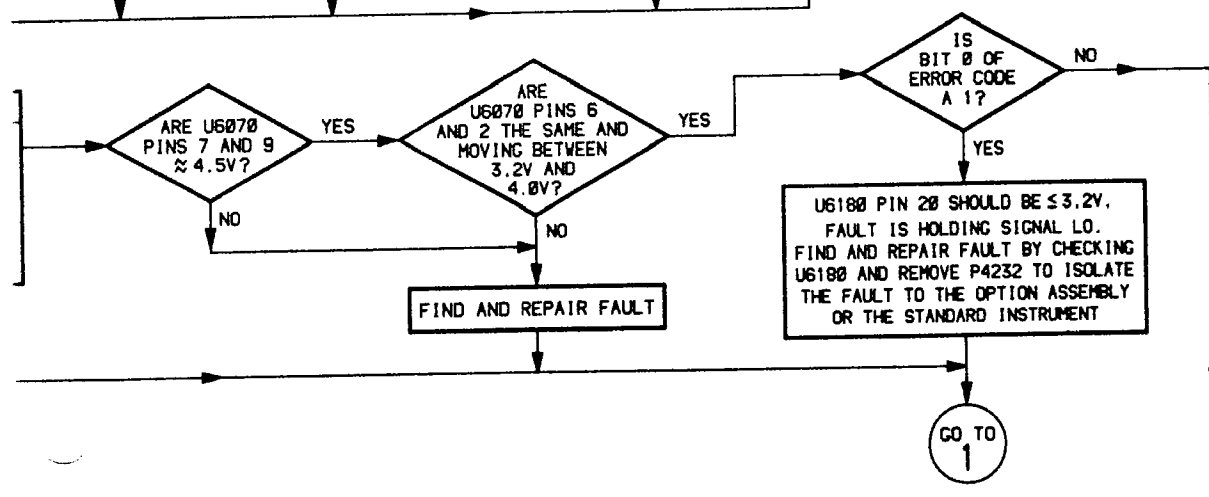 ARE U6070
PINS 7 AND 9
≈ 4.5V?
YES
NO
ARE
U6070 PINS 6
AND 2 THE SAME AND
MOVING BETWEEN
3.2V AND
4.0V?
YES
NO
FIND AND REPAIR FAULT
IS
BIT 0 OF
ERROR CODE
A 1?
NO
YES
U6180 PIN 20 SHOULD BE ≤ 3.2V.
FAULT IS HOLDING SIGNAL LO.
FIND AND REPAIR FAULT BY CHECKING
U6180 AND REMOVE P4232 TO ISOLATE
THE FAULT TO THE OPTION ASSEMBLY
OR THE STANDARD INSTRUMENT
GO TO
1